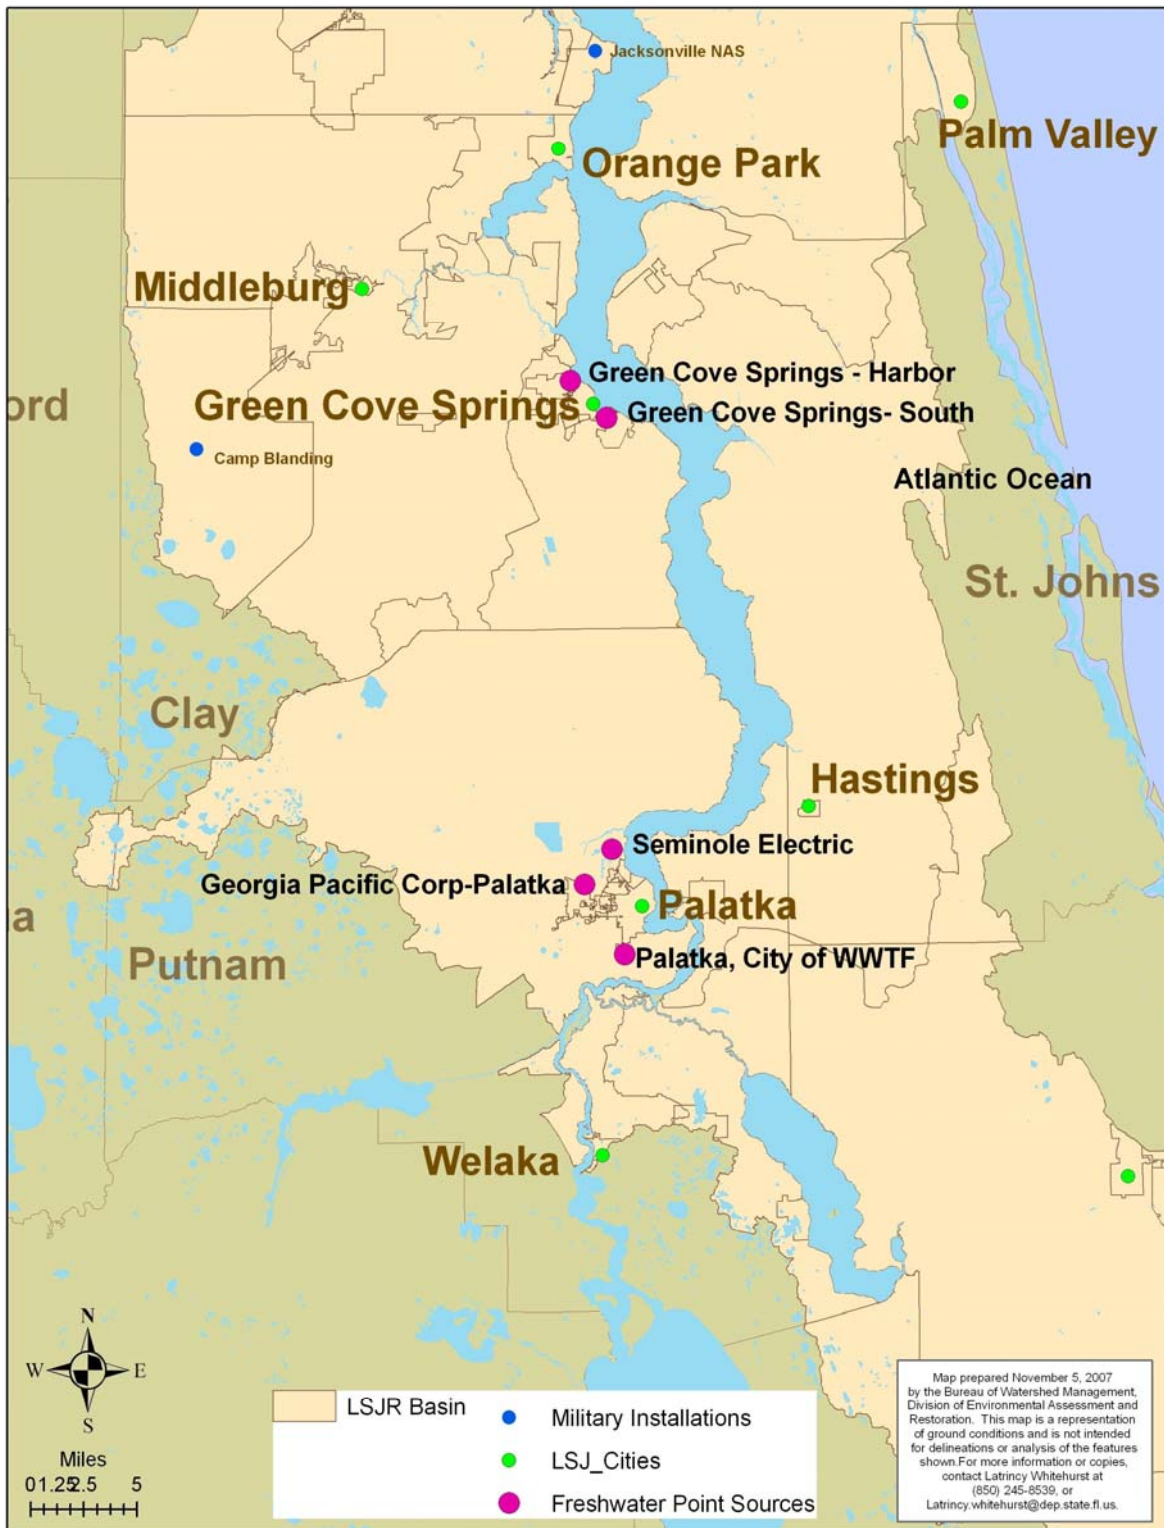 Jacksonville NAS
Palm Valley
Orange Park
Middleburg
Green Cove Springs - Harbor
Green Cove Springs
Green Cove Springs- South
ord
Camp Blanding
Atlantic Ocean
St. Johns
Clay
Hastings
Seminole Electric
Georgia Pacific Corp-Palatka
Palatka
Putnam
Palatka, City of WWTF
Welaka
N
W E
S
Miles
01.252.5 5
LSJR Basin
Military Installations
LSJ_Cities
Freshwater Point Sources
Map prepared November 5, 2007
by the Bureau of Watershed Management,
Division of Environmental Assessment and
Restoration. This map is a representation
of ground conditions and is not intended
for delineations or analysis of the features
shown.For more information or copies,
contact Latrincy Whitehurst at
(850) 245-8539, or
Latrincy.whitehurst@dep.state.fl.us.